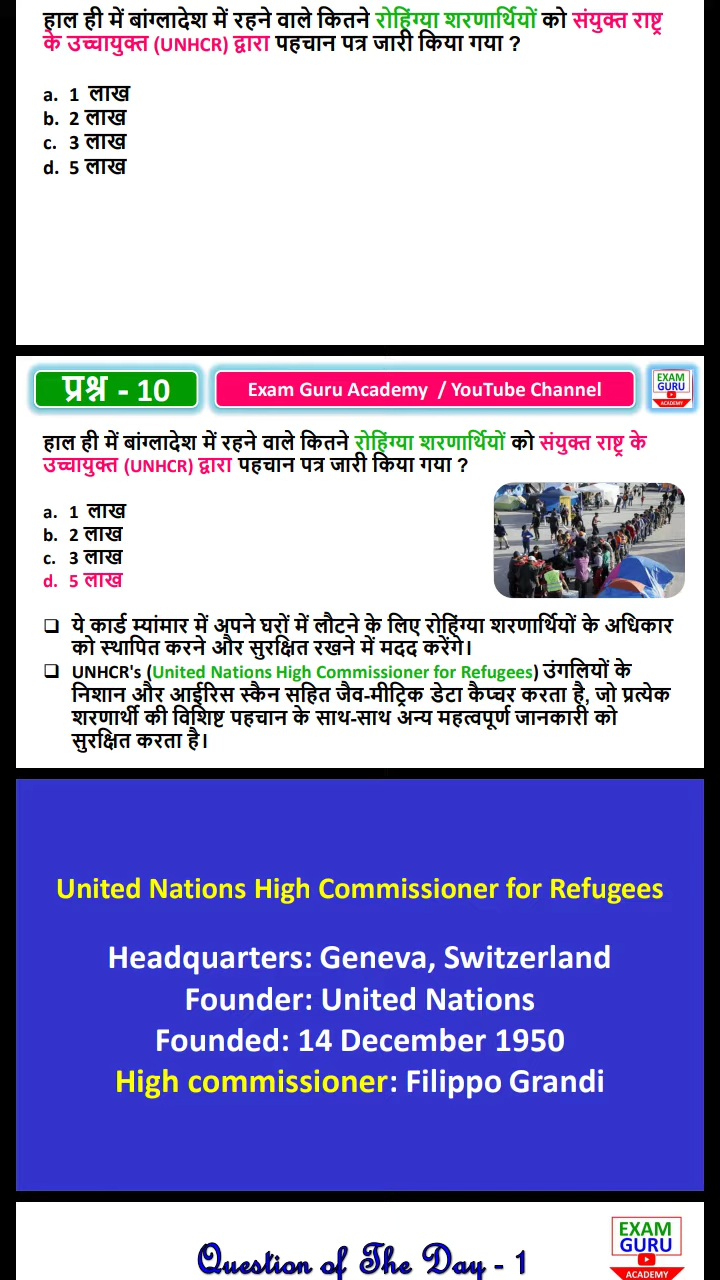 हाल ही में बांग्लादेश में रहने वाले कितने रोहिंग्या शरणार्थियों को संयुक्त राष्ट्र
के उच्चायुक्त (UNHCR) द्वारा पहचान पत्र जारी किया गया ?
a. 1 लाख
b. 2 लाख
c. 3 लाख
d. 5 लाख
प्रश्न - 10
Exam Guru Academy / YouTube Channel
EXAM
GURU
ACADEMY
हाल ही में बांग्लादेश में रहने वाले कितने रोहिंग्या शरणार्थियों को संयुक्त राष्ट्र के
उच्चायुक्त (UNHCR) द्वारा पहचान पत्र जारी किया गया ?
a. 1 लाख
b. 2 लाख
c. 3 लाख
d. 5 लाख
❑ ये कार्ड म्यांमार में अपने घरों में लौटने के लिए रोहिंग्या शरणार्थियों के अधिकार
को स्थापित करने और सुरक्षित रखने में मदद करेंगे।
❑ UNHCR's (United Nations High Commissioner for Refugees) उंगलियों के
निशान और आईरिस स्कैन सहित जैव-मीट्रिक डेटा कैप्चर करता है, जो प्रत्येक
शरणार्थी की विशिष्ट पहचान के साथ-साथ अन्य महत्वपूर्ण जानकारी को
सुरक्षित करता है।
United Nations High Commissioner for Refugees
Headquarters: Geneva, Switzerland
Founder: United Nations
Founded: 14 December 1950
High commissioner: Filippo Grandi
EXAM
GURU
ACADEMY
Question of The Day - 1